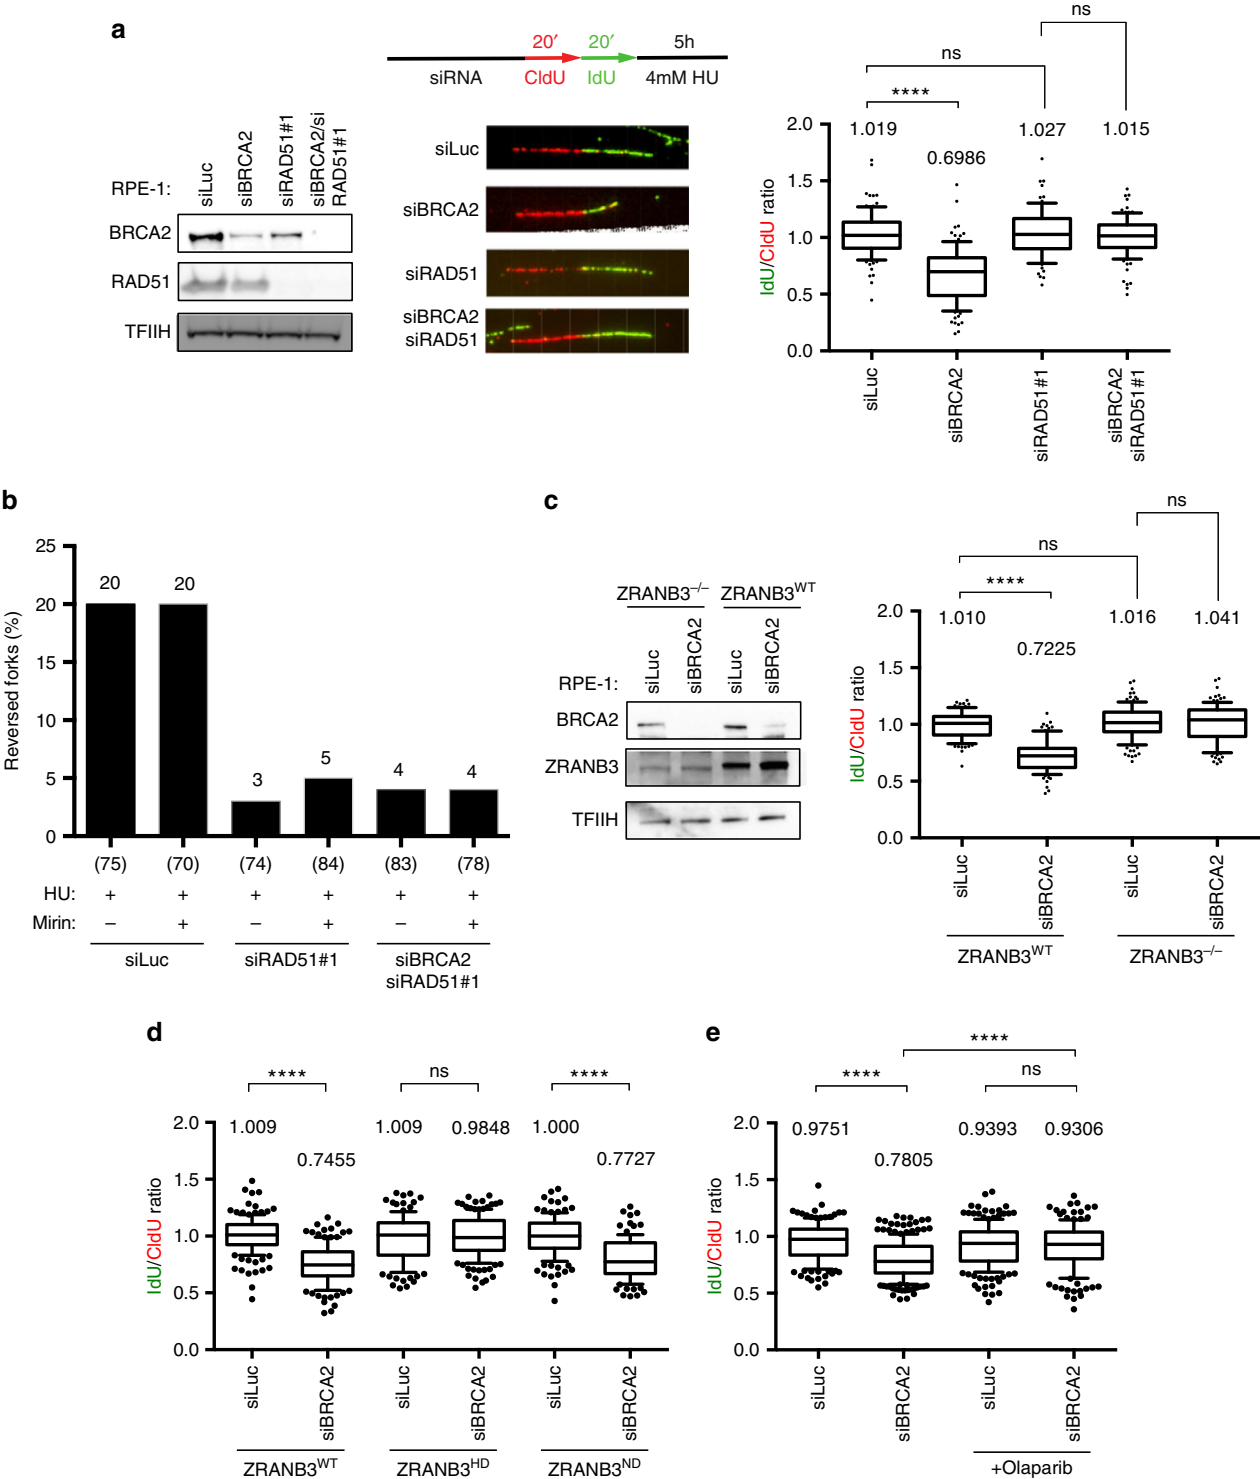 a
20′ 20′ 5h
siRNA CldU IdU 4mM HU
RPE-1: siLuc siBRCA2 siRAD51#1 siBRCA2/si RAD51#1
BRCA2
RAD51
TFIIH
siLuc
siBRCA2
siRAD51
siBRCA2
siRAD51
ns
ns
****
1.019 0.6986 1.027 1.015
IdU/CldU ratio
2.0
1.5
1.0
0.5
0.0
siLuc siBRCA2 siRAD51#1 siBRCA2 siRAD51#1
b
Reversed forks (%)
25
20
15
10
5
0
20 20 3 5 4 4
(75) (70) (74) (84) (83) (78)
HU: + + + + + +
Mirin: – + – + – +
siLuc siRAD51#1 siBRCA2
siRAD51#1
c
ZRANB3–/– ZRANB3WT
RPE-1: siLuc siBRCA2 siLuc siBRCA2
BRCA2
ZRANB3
TFIIH
ns
ns
****
1.010 0.7225 1.016 1.041
IdU/CldU ratio
2.0
1.5
1.0
0.5
0.0
siLuc siBRCA2 siLuc siBRCA2
ZRANB3WT ZRANB3–/–
d
**** ns ****
1.009 0.7455 1.009 0.9848 1.000 0.7727
IdU/CldU ratio
2.0
1.5
1.0
0.5
0.0
siLuc siBRCA2 siLuc siBRCA2 siLuc siBRCA2
ZRANB3WT ZRANB3HD ZRANB3ND
e
****
**** ns
0.9751 0.7805 0.9393 0.9306
IdU/CldU ratio
2.0
1.5
1.0
0.5
0.0
siLuc siBRCA2 siLuc siBRCA2
+Olaparib